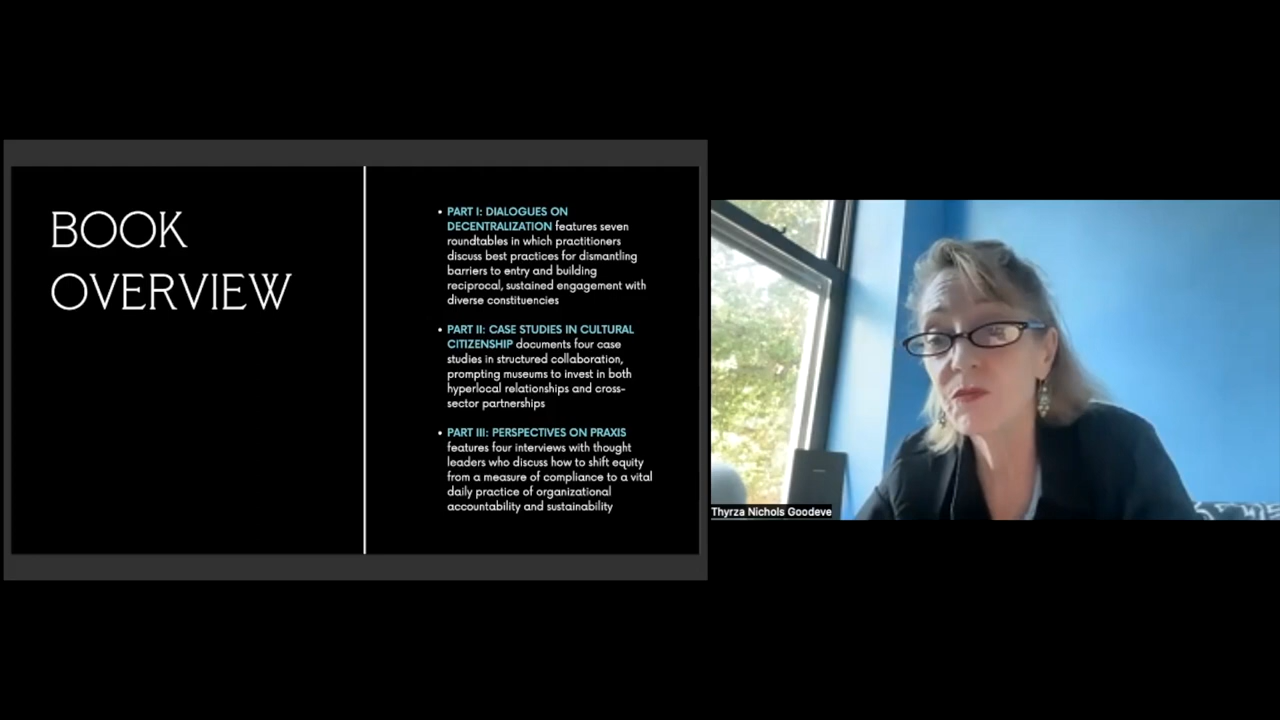 BOOK
OVERVIEW
• PART I: DIALOGUES ON
DECENTRALIZATION features seven
roundtables in which practitioners
discuss best practices for dismantling
barriers to entry and building
reciprocal, sustained engagement with
diverse constituencies
• PART II: CASE STUDIES IN CULTURAL
CITIZENSHIP documents four case
studies in structured collaboration,
prompting museums to invest in both
hyperlocal relationships and cross-
sector partnerships
• PART III: PERSPECTIVES ON PRAXIS
features four interviews with thought
leaders who discuss how to shift equity
from a measure of compliance to a vital
daily practice of organizational
accountability and sustainability
Thyrza Nichols Goodeve